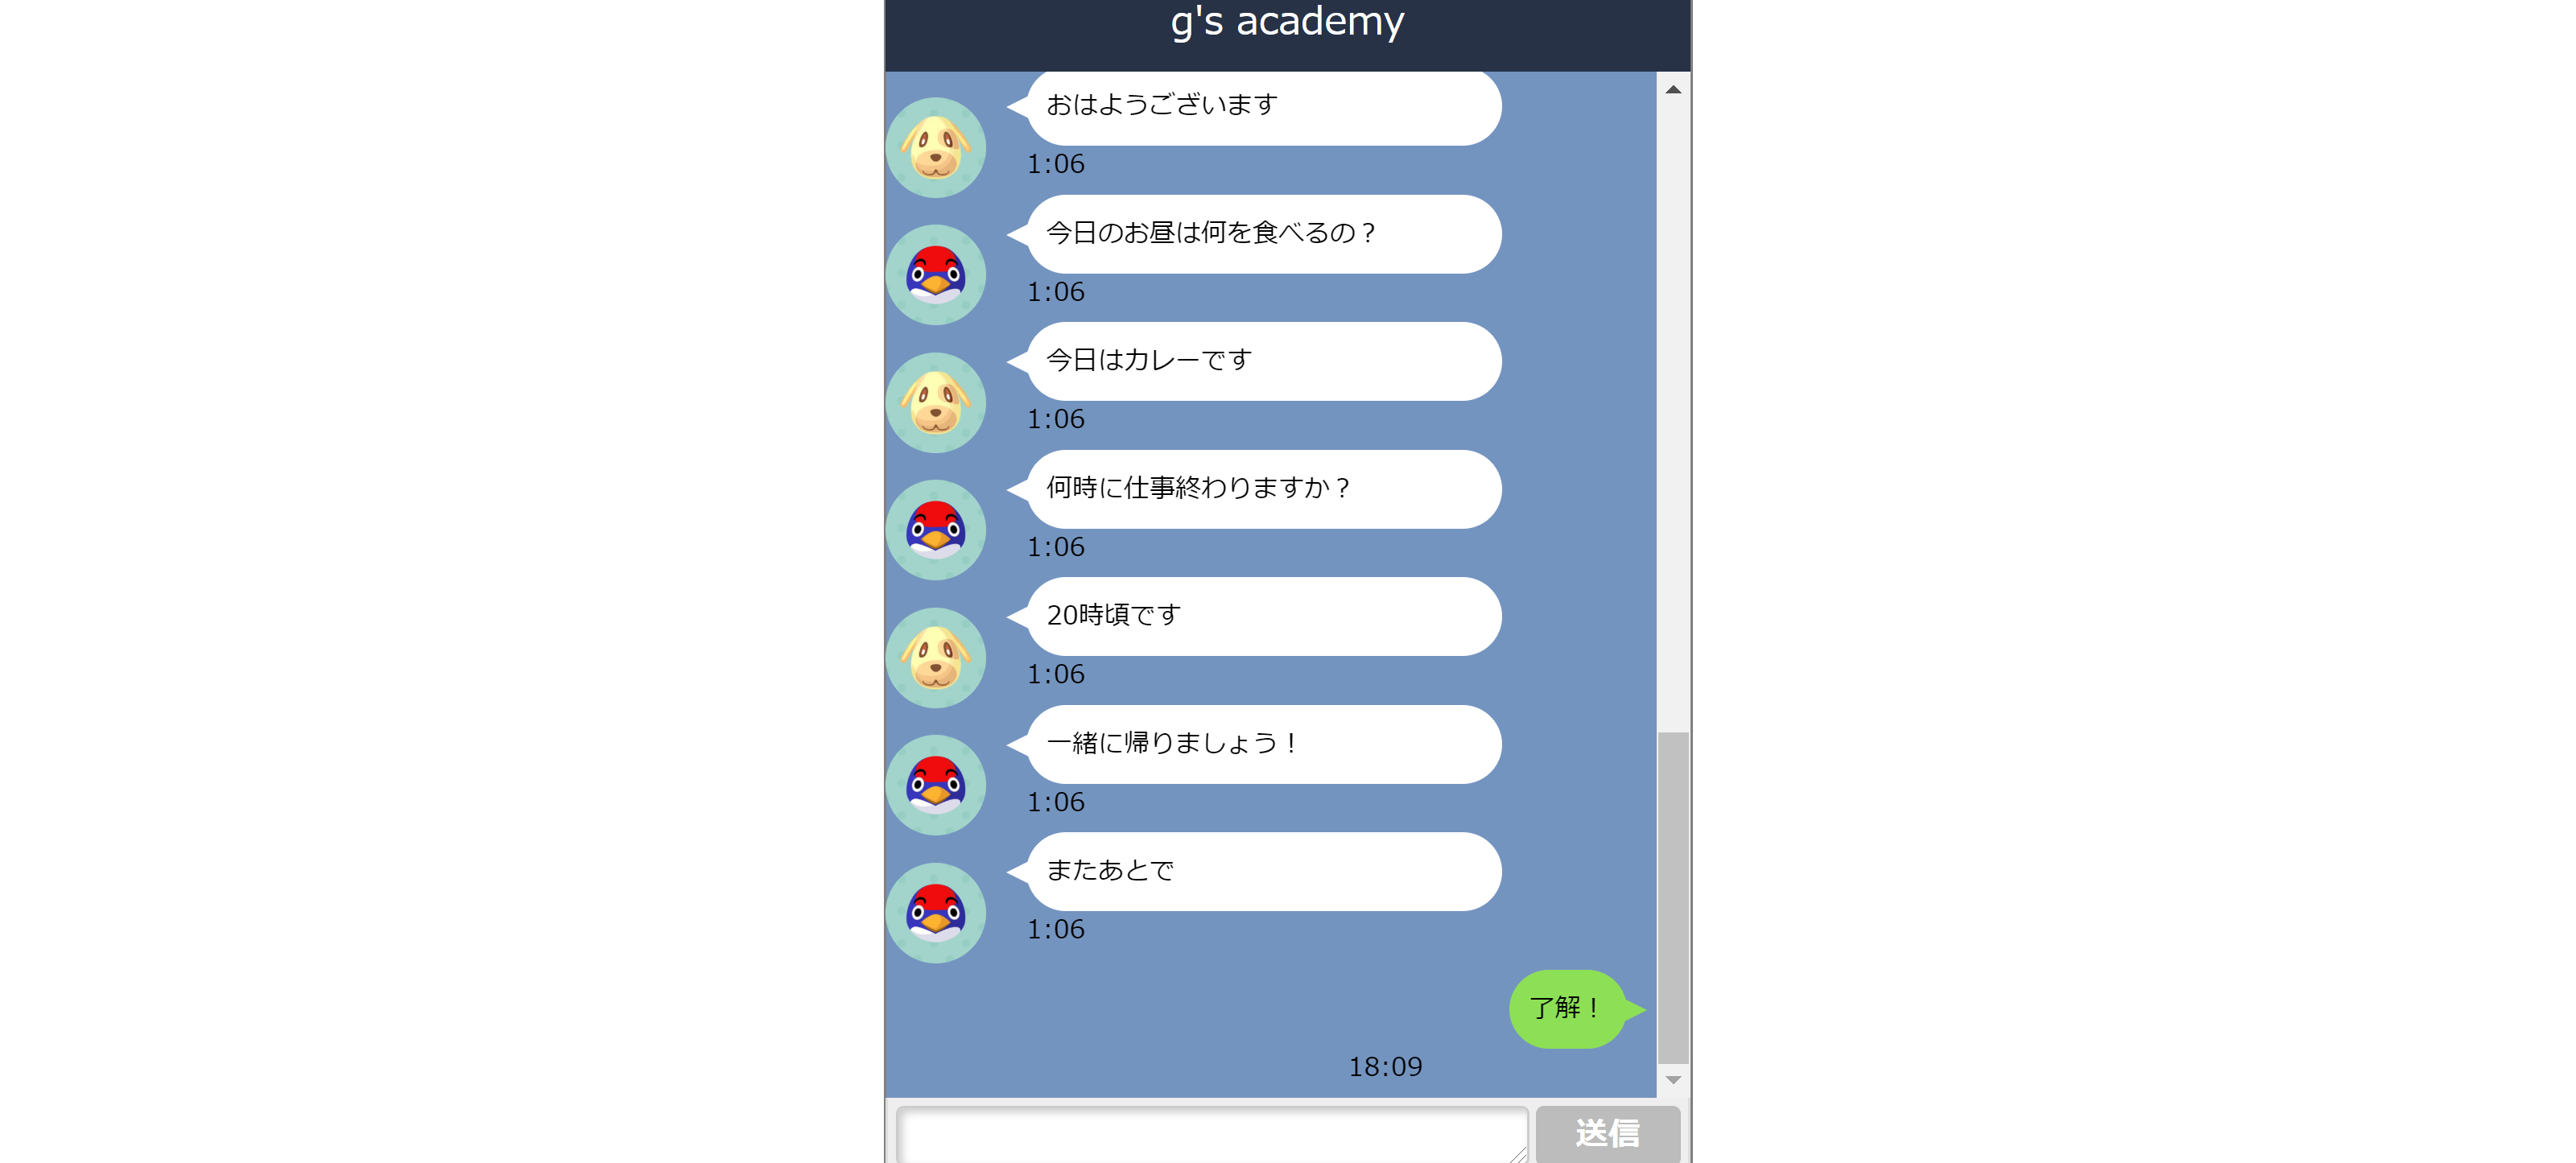 g's academy
おはようございます
1:06
今日のお昼は何を食べるの？
1:06
今日はカレーです
1:06
何時に仕事終わりますか？
1:06
20時頃です
1:06
一緒に帰りましょう！
1:06
またあとで
1:06
了解！
18:09
送信